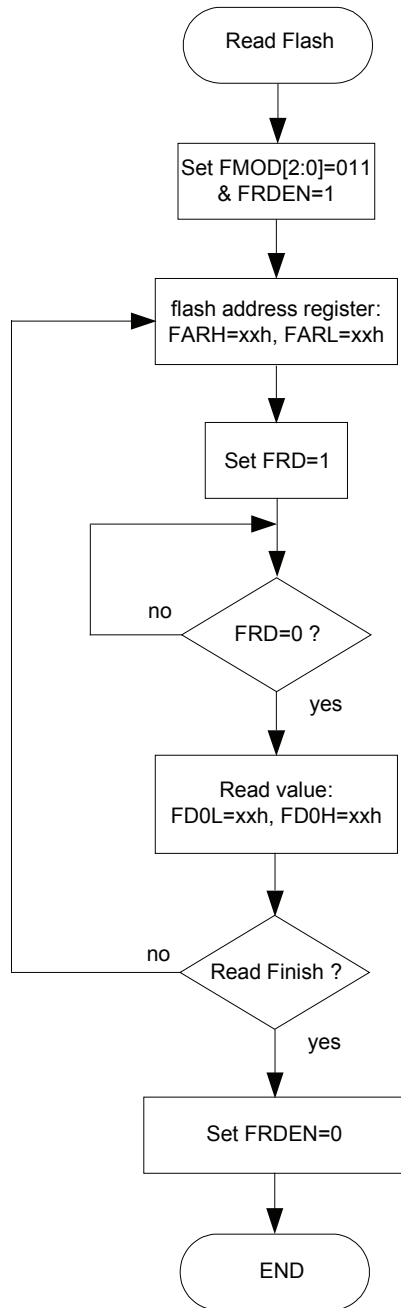 Read Flash
Set FMOD[2:0]=011
& FRDEN=1
flash address register:
FARH=xxh, FARL=xxh
Set FRD=1
no
FRD=0 ?
yes
Read value:
FD0L=xxh, FD0H=xxh
no
Read Finish ?
yes
Set FRDEN=0
END